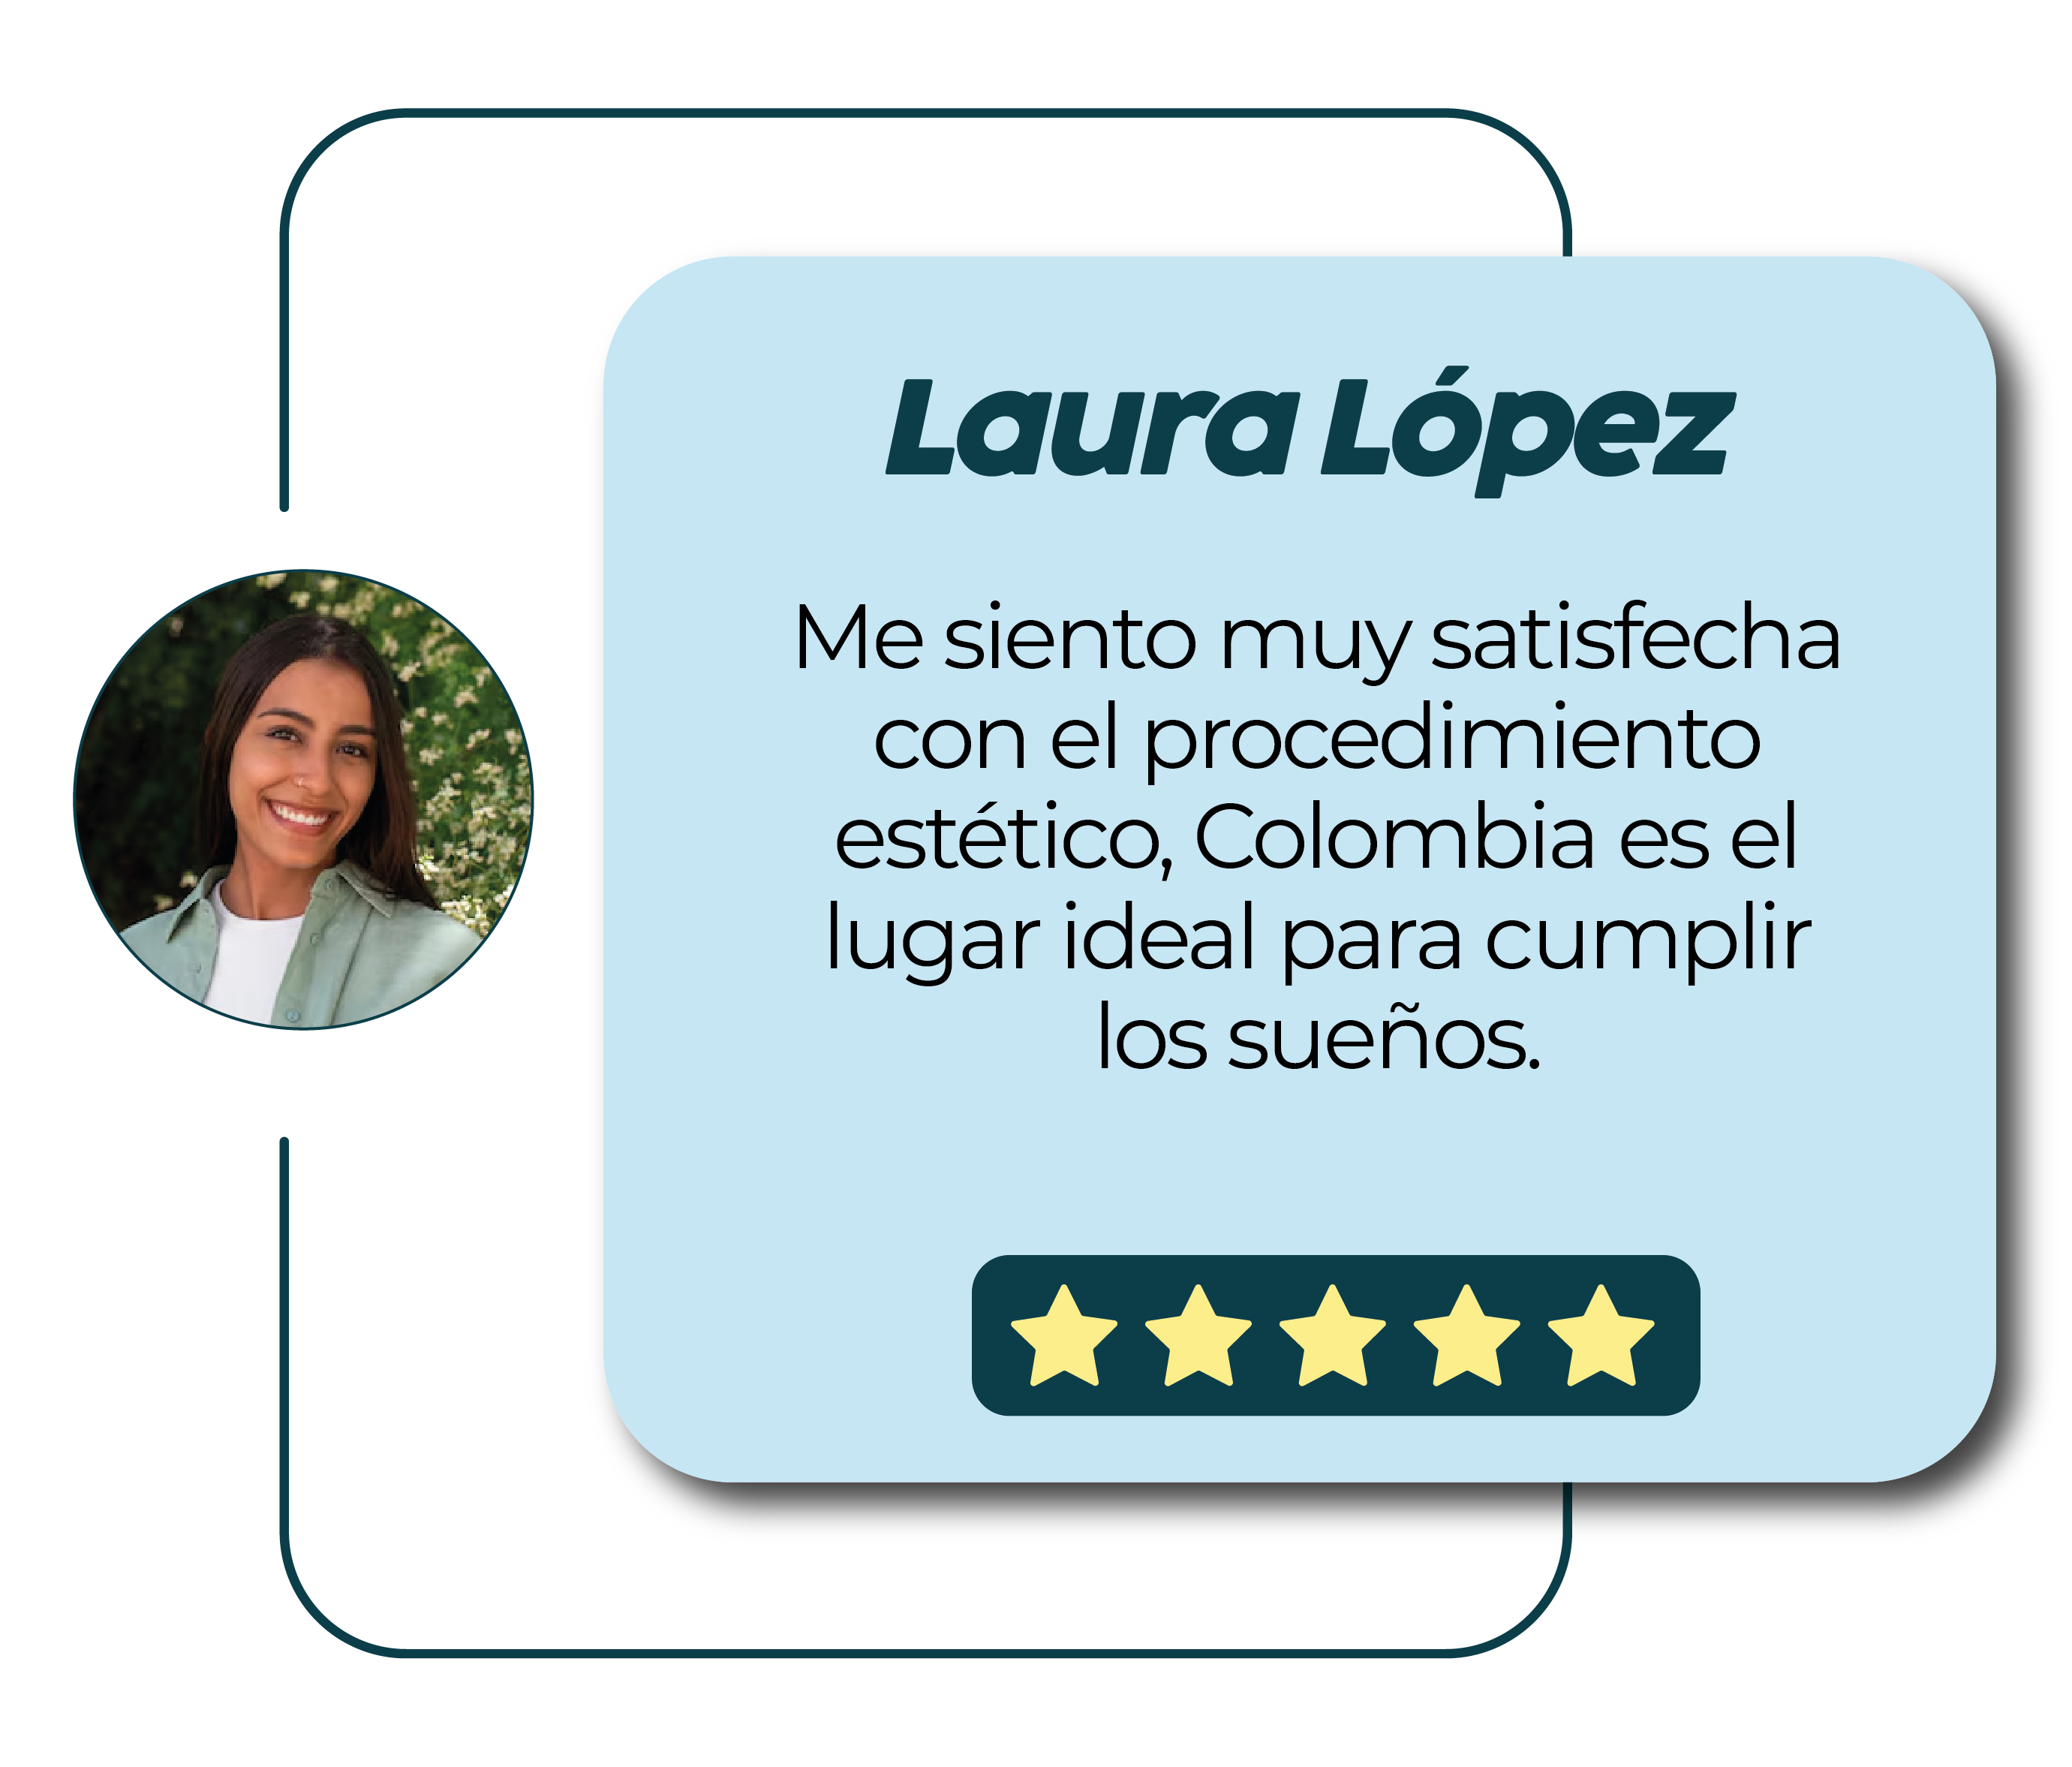 Laura López
Me siento muy satisfecha
con el procedimiento
estético, Colombia es el
lugar ideal para cumplir
los sueños.